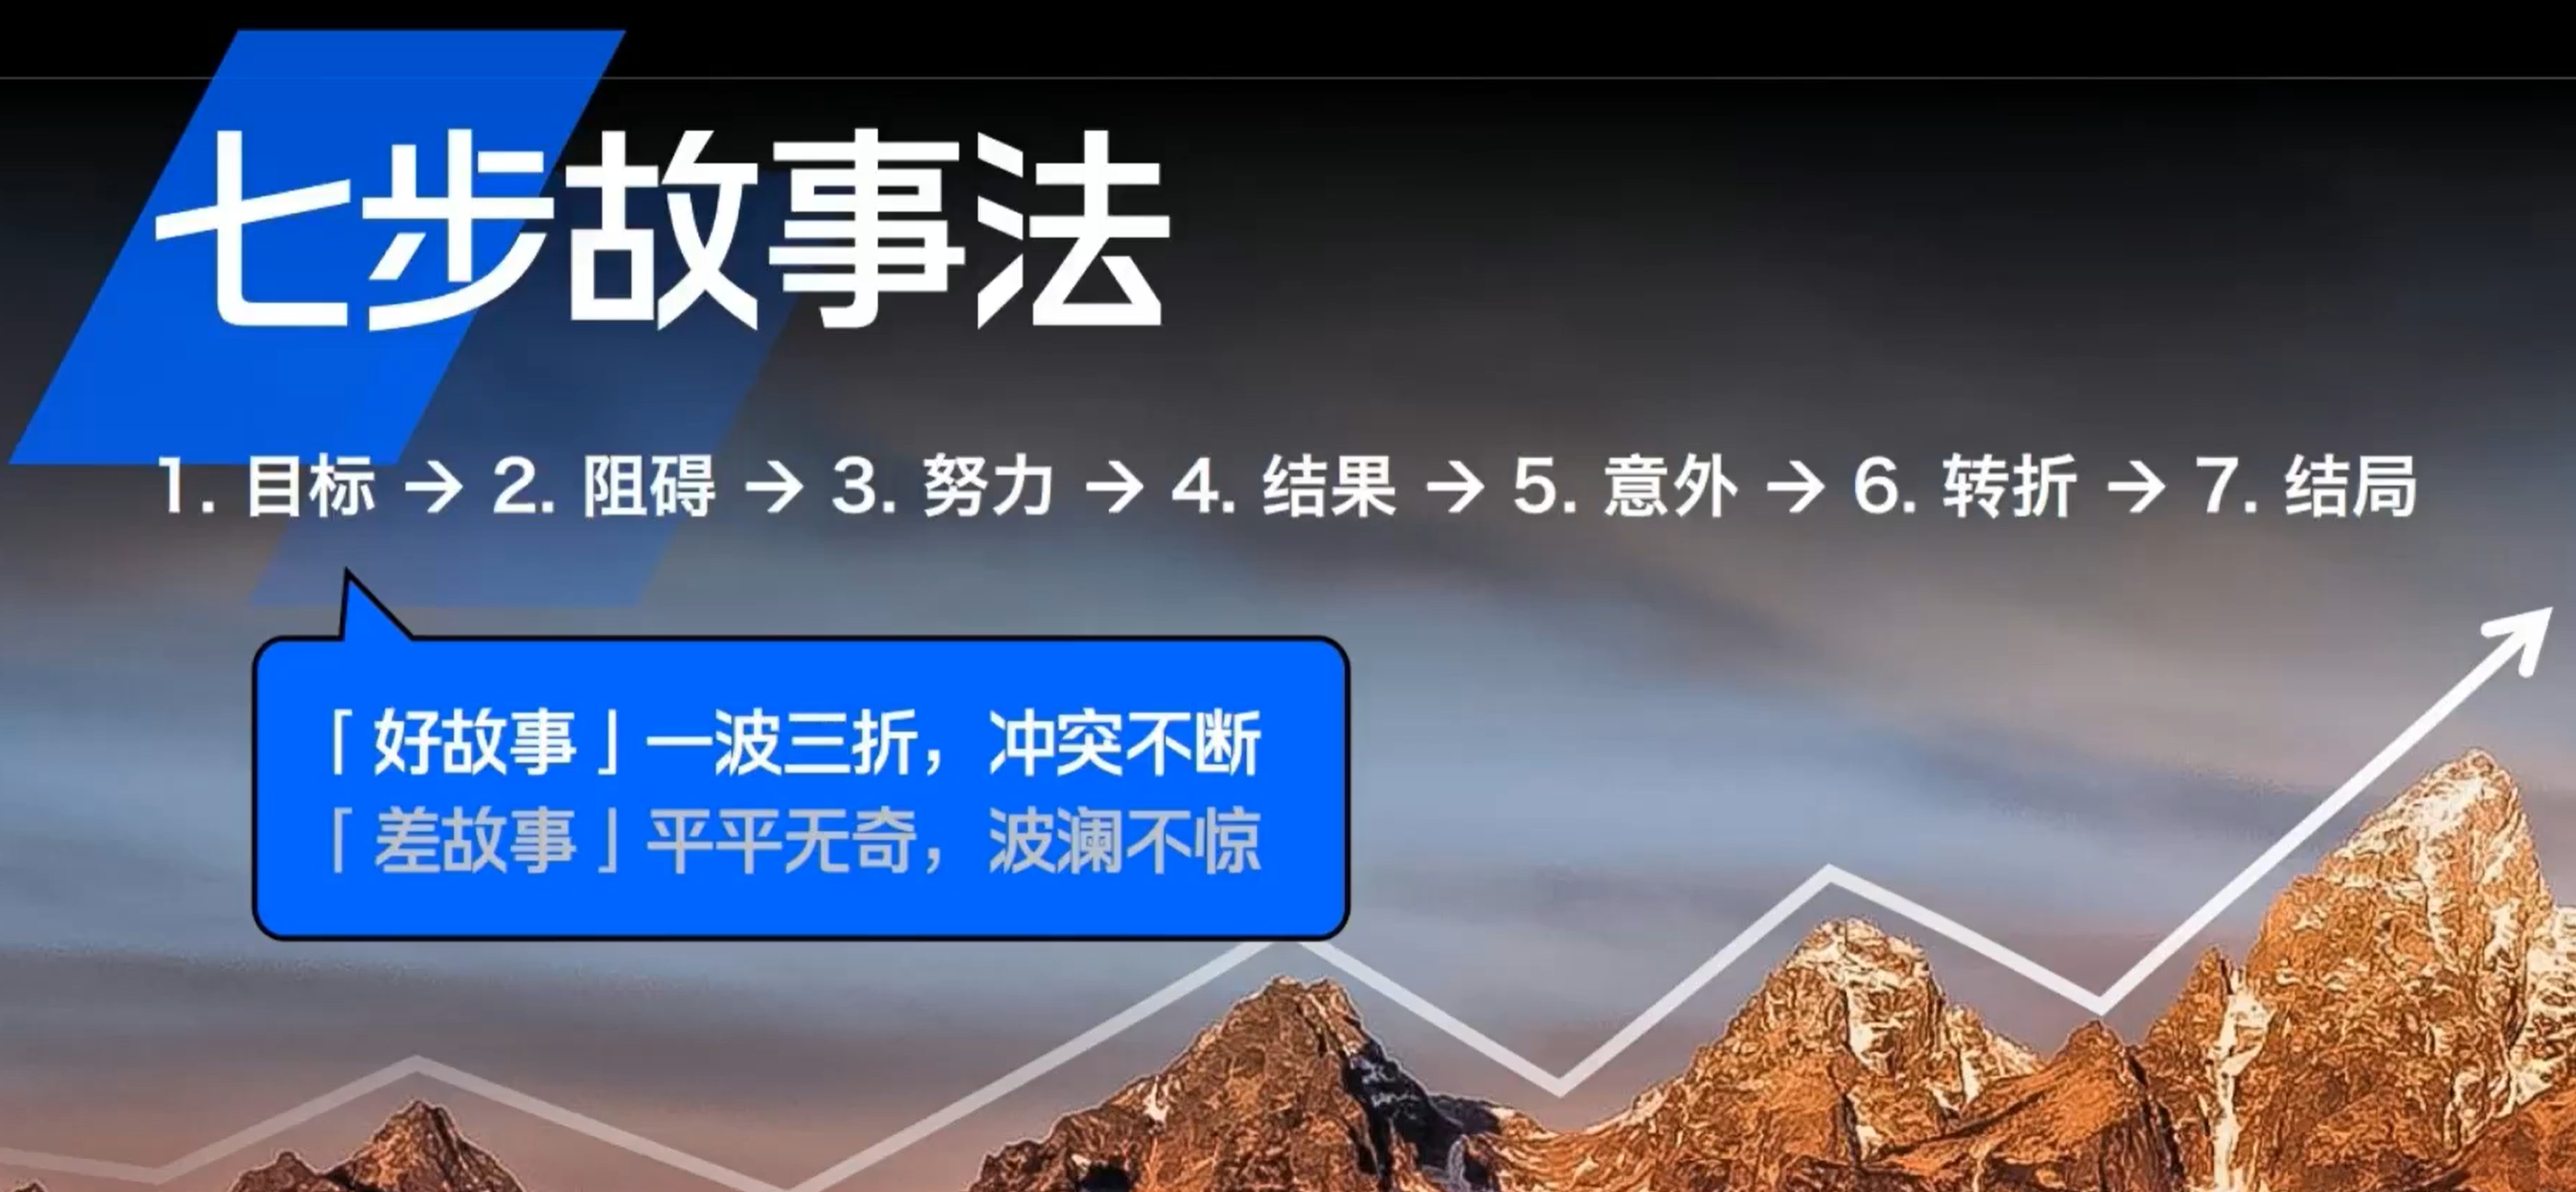 七步故事法
1. 目标 → 2. 阻碍 → 3. 努力 → 4. 结果 → 5. 意外 → 6. 转折 → 7. 结局
「好故事」一波三折，冲突不断
「差故事」平平无奇，波澜不惊